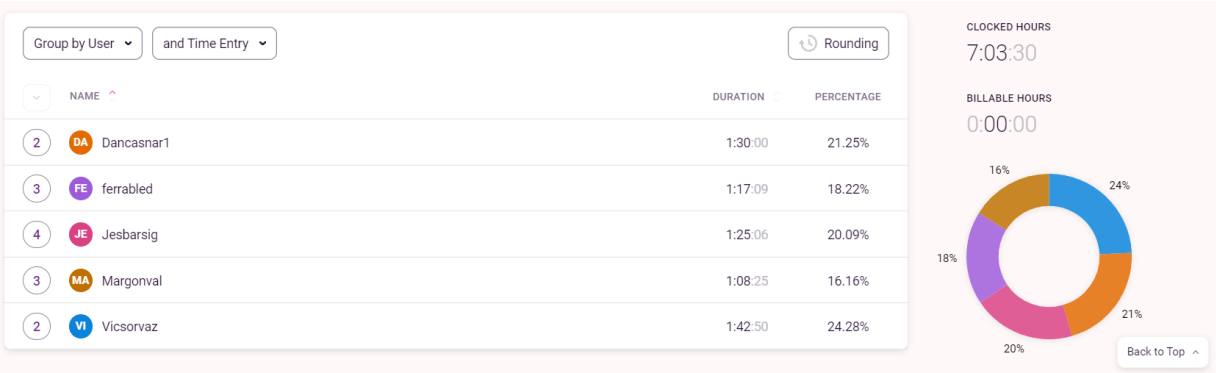 Group by User and Time Entry Rounding
NAME DURATION PERCENTAGE
2 DA Dancasnar1 1:30:00 21.25%
3 FE ferrabled 1:17:09 18.22%
4 JE Jesbarsig 1:25:06 20.09%
3 MA Margonval 1:08:25 16.16%
2 VI Vicsorvaz 1:42:50 24.28%
CLOCKED HOURS
7:03:30
BILLABLE HOURS
0:00:00
16%
24%
18%
21%
20%
Back to Top